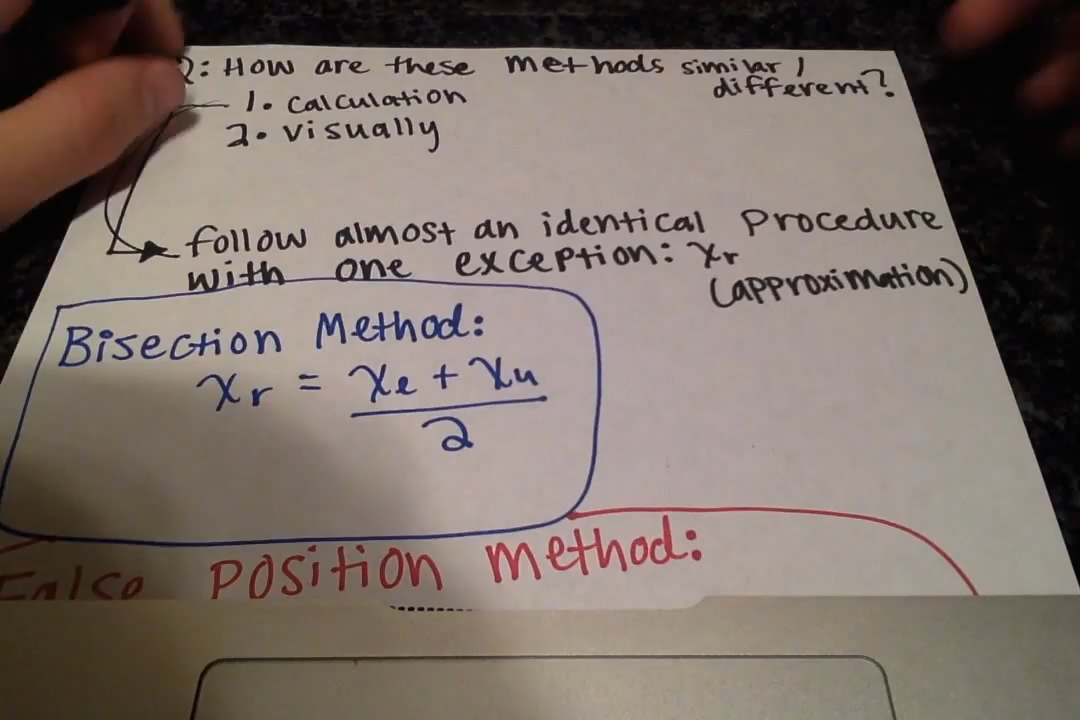 Q: How are these methods similar /
different?
1. calculation
2. visually
follow almost an identical procedure
with one exception: xr
(approximation)
Bisection Method:
xr = xl + xu
2
False position method: